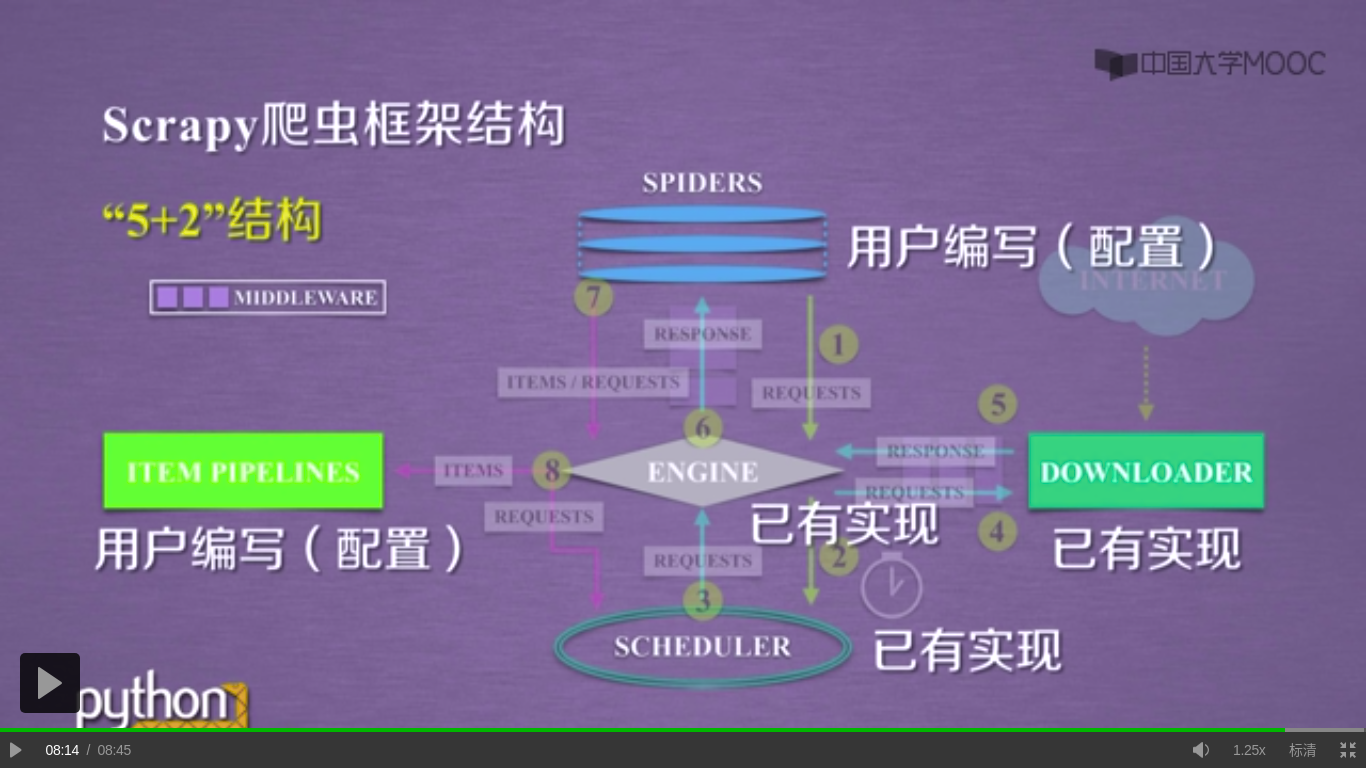 中国大学MOOC
Scrapy爬虫框架结构
“5+2”结构
SPIDERS
用户编写（配置）
INTERNET
MIDDLEWARE
7
RESPONSE
1
ITEMS / REQUESTS
REQUESTS
5
6
RESPONSE
ITEM PIPELINES
ITEMS
8
ENGINE
DOWNLOADER
REQUESTS
REQUESTS
用户编写（配置）
已有实现
4
已有实现
REQUESTS
2
3
SCHEDULER
已有实现
python
08:14 / 08:45
1.25x
标清